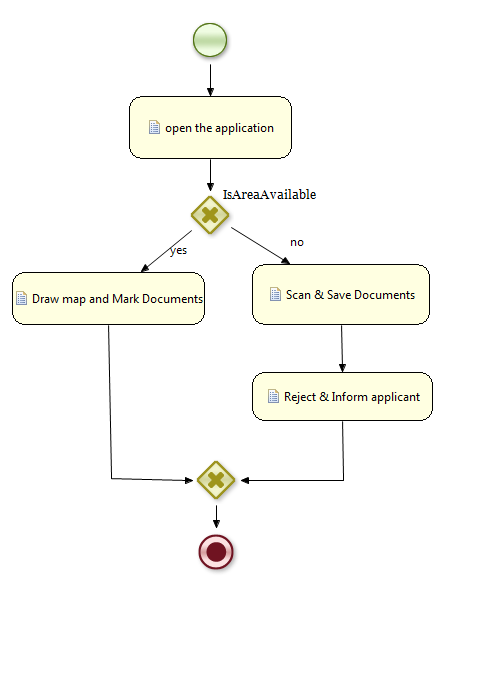 open the application
IsAreaAvailable
yes
no
Draw map and Mark Documents
Scan & Save Documents
Reject & Inform applicant